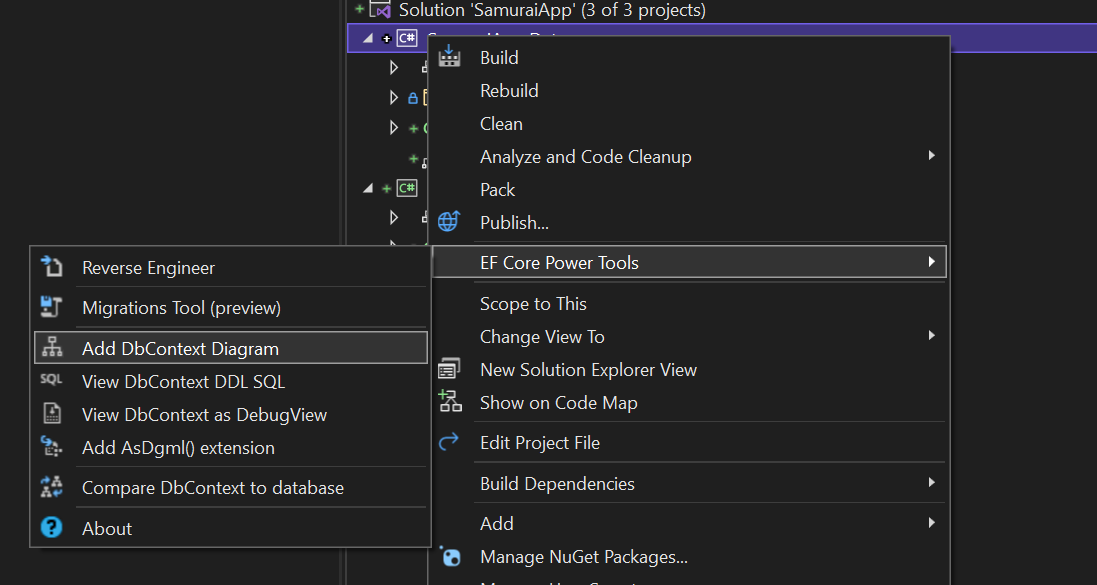 Solution 'SamuraiApp' (3 of 3 projects)
C#
Build
Rebuild
Clean
Analyze and Code Cleanup
Pack
C#
Publish...
EF Core Power Tools
Scope to This
Change View To
New Solution Explorer View
Show on Code Map
Edit Project File
Build Dependencies
Add
Manage NuGet Packages...
Reverse Engineer
Migrations Tool (preview)
Add DbContext Diagram
SQL View DbContext DDL SQL
View DbContext as DebugView
Add AsDgml() extension
Compare DbContext to database
? About